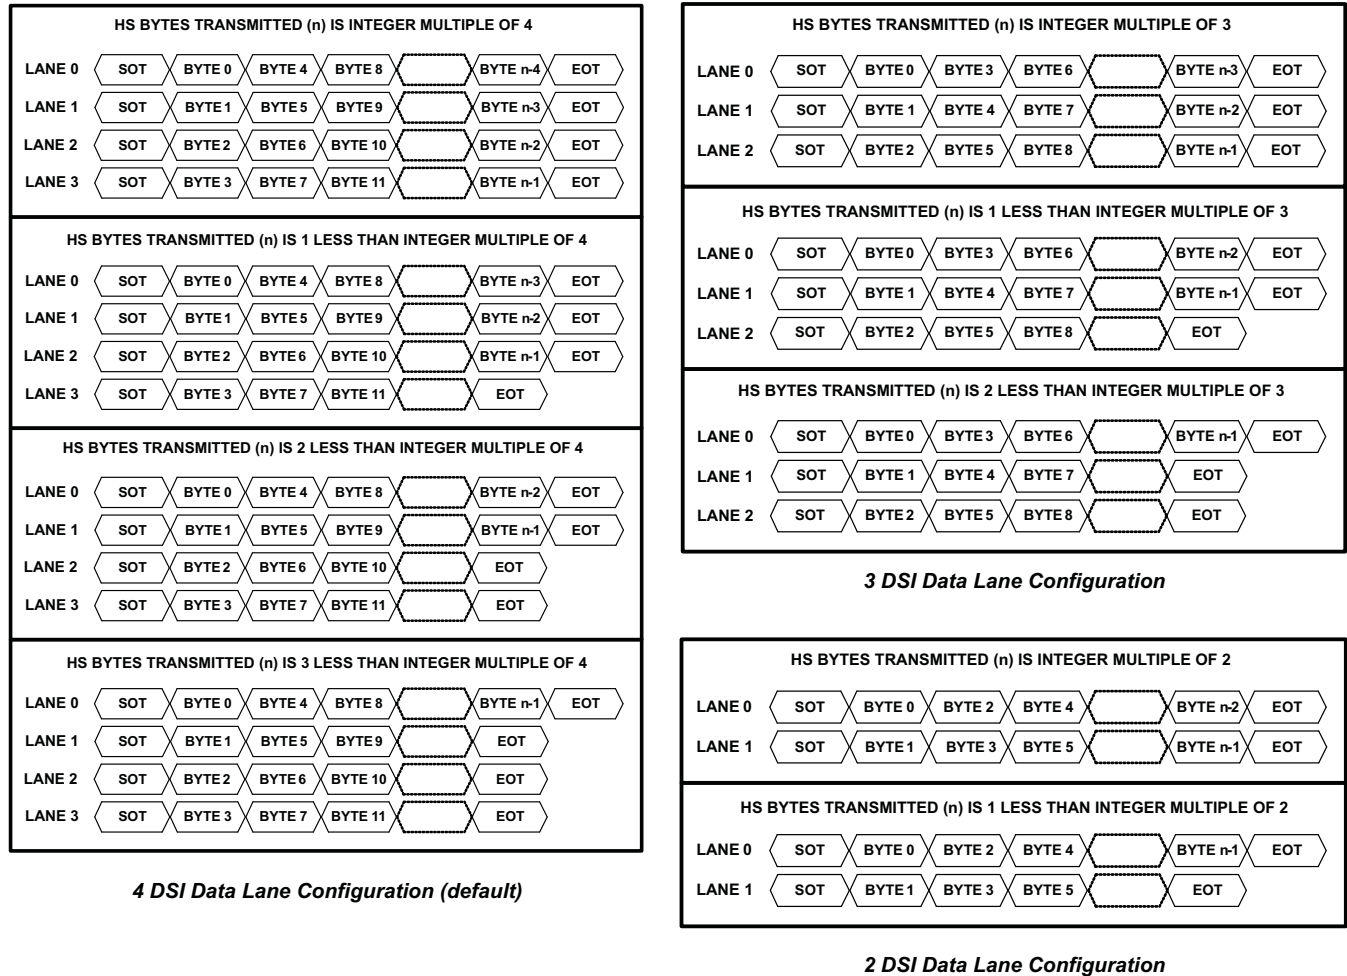 HS BYTES TRANSMITTED (n) IS INTEGER MULTIPLE OF 4
LANE 0 SOT BYTE 0 BYTE 4 BYTE 8 BYTE n-4 EOT
LANE 1 SOT BYTE 1 BYTE 5 BYTE 9 BYTE n-3 EOT
LANE 2 SOT BYTE 2 BYTE 6 BYTE 10 BYTE n-2 EOT
LANE 3 SOT BYTE 3 BYTE 7 BYTE 11 BYTE n-1 EOT
HS BYTES TRANSMITTED (n) IS 1 LESS THAN INTEGER MULTIPLE OF 4
LANE 0 SOT BYTE 0 BYTE 4 BYTE 8 BYTE n-3 EOT
LANE 1 SOT BYTE 1 BYTE 5 BYTE 9 BYTE n-2 EOT
LANE 2 SOT BYTE 2 BYTE 6 BYTE 10 BYTE n-1 EOT
LANE 3 SOT BYTE 3 BYTE 7 BYTE 11 EOT
HS BYTES TRANSMITTED (n) IS 2 LESS THAN INTEGER MULTIPLE OF 4
LANE 0 SOT BYTE 0 BYTE 4 BYTE 8 BYTE n-2 EOT
LANE 1 SOT BYTE 1 BYTE 5 BYTE 9 BYTE n-1 EOT
LANE 2 SOT BYTE 2 BYTE 6 BYTE 10 EOT
LANE 3 SOT BYTE 3 BYTE 7 BYTE 11 EOT
HS BYTES TRANSMITTED (n) IS 3 LESS THAN INTEGER MULTIPLE OF 4
LANE 0 SOT BYTE 0 BYTE 4 BYTE 8 BYTE n-1 EOT
LANE 1 SOT BYTE 1 BYTE 5 BYTE 9 EOT
LANE 2 SOT BYTE 2 BYTE 6 BYTE 10 EOT
LANE 3 SOT BYTE 3 BYTE 7 BYTE 11 EOT
4 DSI Data Lane Configuration (default)
HS BYTES TRANSMITTED (n) IS INTEGER MULTIPLE OF 3
LANE 0 SOT BYTE 0 BYTE 3 BYTE 6 BYTE n-3 EOT
LANE 1 SOT BYTE 1 BYTE 4 BYTE 7 BYTE n-2 EOT
LANE 2 SOT BYTE 2 BYTE 5 BYTE 8 BYTE n-1 EOT
HS BYTES TRANSMITTED (n) IS 1 LESS THAN INTEGER MULTIPLE OF 3
LANE 0 SOT BYTE 0 BYTE 3 BYTE 6 BYTE n-2 EOT
LANE 1 SOT BYTE 1 BYTE 4 BYTE 7 BYTE n-1 EOT
LANE 2 SOT BYTE 2 BYTE 5 BYTE 8 EOT
HS BYTES TRANSMITTED (n) IS 2 LESS THAN INTEGER MULTIPLE OF 3
LANE 0 SOT BYTE 0 BYTE 3 BYTE 6 BYTE n-1 EOT
LANE 1 SOT BYTE 1 BYTE 4 BYTE 7 EOT
LANE 2 SOT BYTE 2 BYTE 5 BYTE 8 EOT
3 DSI Data Lane Configuration
HS BYTES TRANSMITTED (n) IS INTEGER MULTIPLE OF 2
LANE 0 SOT BYTE 0 BYTE 2 BYTE 4 BYTE n-2 EOT
LANE 1 SOT BYTE 1 BYTE 3 BYTE 5 BYTE n-1 EOT
HS BYTES TRANSMITTED (n) IS 1 LESS THAN INTEGER MULTIPLE OF 2
LANE 0 SOT BYTE 0 BYTE 2 BYTE 4 BYTE n-1 EOT
LANE 1 SOT BYTE 1 BYTE 3 BYTE 5 EOT
2 DSI Data Lane Configuration